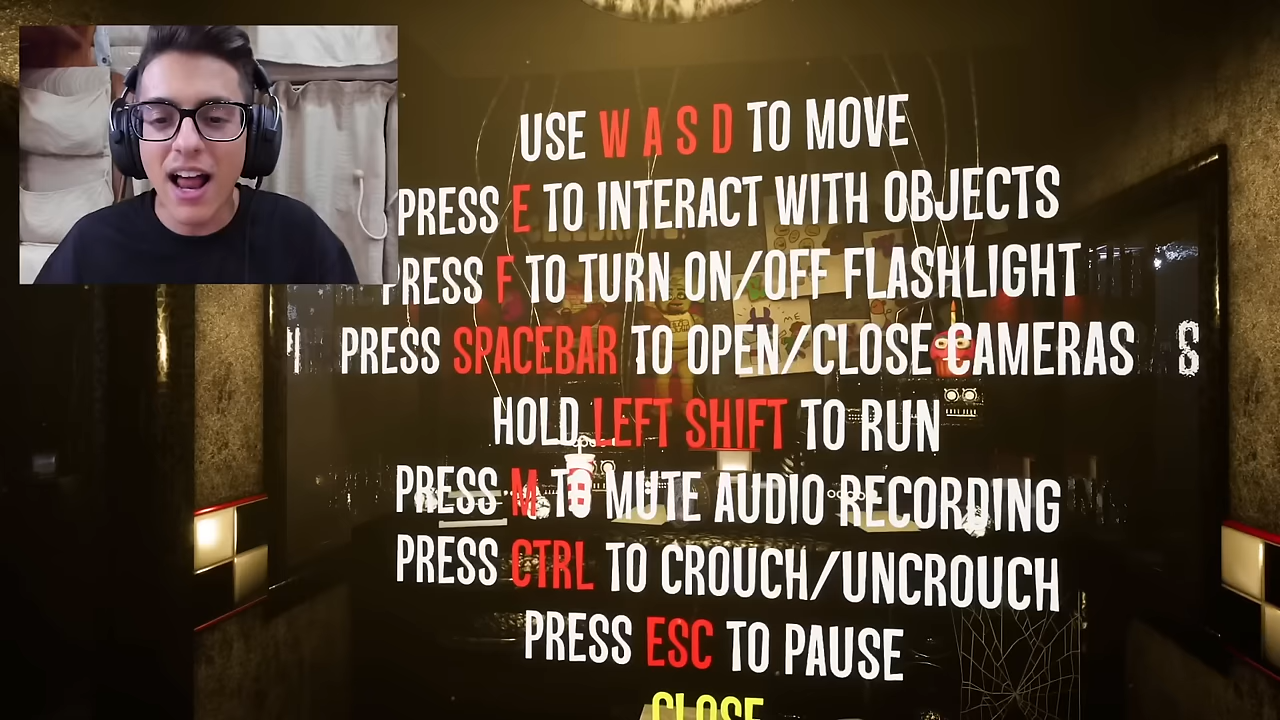 USE W A S D TO MOVE
PRESS E TO INTERACT WITH OBJECTS
PRESS F TO TURN ON/OFF FLASHLIGHT
PRESS SPACEBAR TO OPEN/CLOSE CAMERAS
HOLD LEFT SHIFT TO RUN
PRESS M TO MUTE AUDIO RECORDING
PRESS CTRL TO CROUCH/UNCROUCH
PRESS ESC TO PAUSE
CLOSE